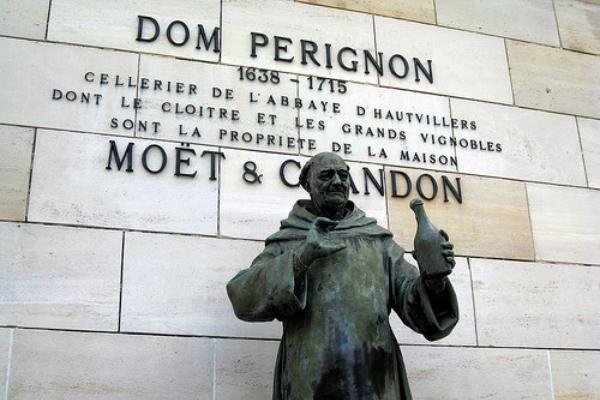 DOM PERIGNON
1638 - 1715
CELLERIER DE L'ABBAYE D HAUTVILLERS
DONT LE CLOITRE ET LES GRANDS VIGNOBLES
SONT LA PROPRIETE DE LA MAISON
MOËT & CHANDON